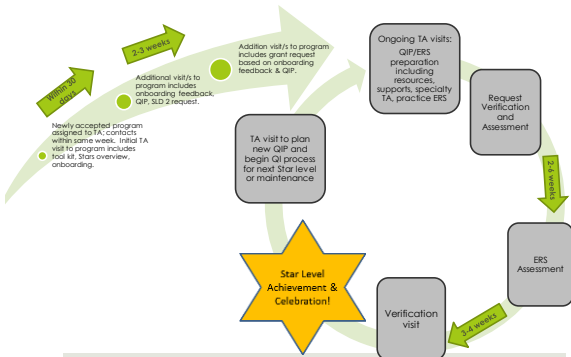 Within 30
days
Newly accepted program
assigned to TA; contacts
within same week.  Initial TA
visit to program includes
tool kit, Stars overview,
onboarding.
2-3 weeks
Additional visit/s to
program includes
onboarding feedback,
QIP, SLD 2 request.
Addition visit/s to program
includes grant request
based on onboarding
feedback & QIP.
Ongoing TA visits:
QIP/ERS
preparation
including
resources,
supports, specialty
TA, practice ERS
Request
Verification
and
Assessment
2-6 weeks
ERS
Assessment
3-4 weeks
Verification
visit
Star Level
Achievement &
Celebration!
TA visit to plan
new QIP and
begin QI process
for next Star level
or maintenance